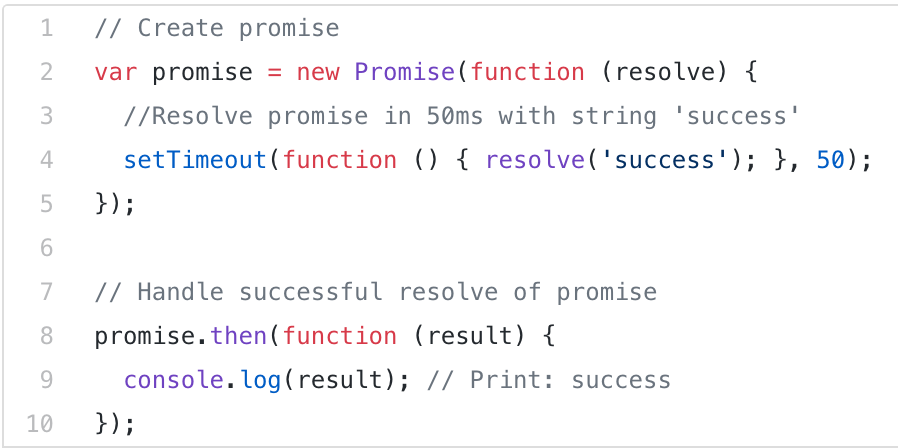 1 // Create promise
2 var promise = new Promise(function (resolve) {
3 //Resolve promise in 50ms with string 'success'
4 setTimeout(function () { resolve('success'); }, 50);
5 });
6
7 // Handle successful resolve of promise
8 promise.then(function (result) {
9 console.log(result); // Print: success
10 });